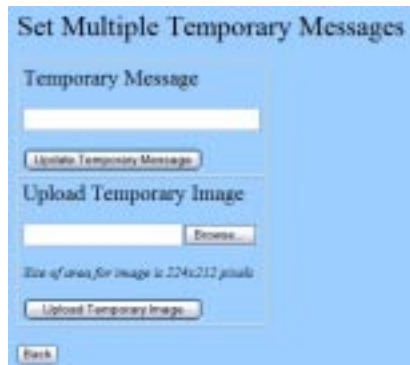 Set Multiple Temporary Messages
Temporary Message
Update Temporary Message
Upload Temporary Image
Browse...
Size of area for image is 224x212 pixels
Upload Temporary Image
Back